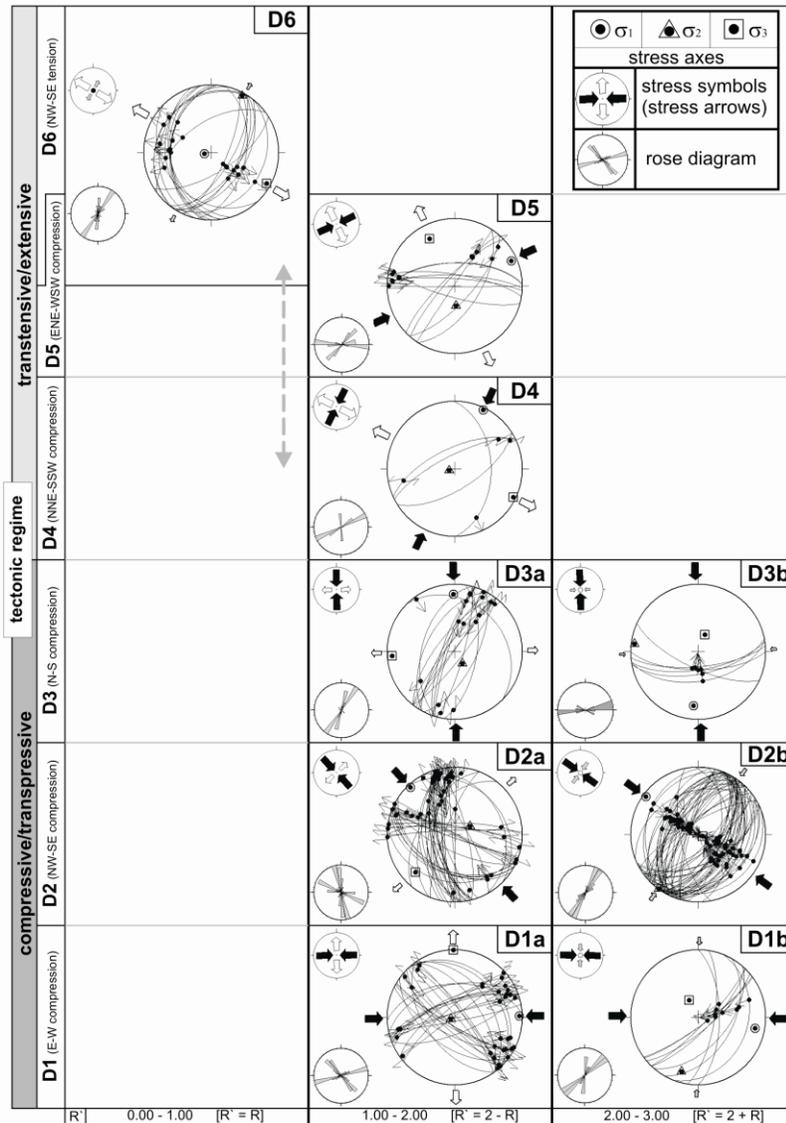 D6
σ1 σ2 σ3
stress axes
stress symbols
(stress arrows)
rose diagram
D6 (NW-SE tension)
D5
D5 (ENE-WSW compression)
transtensive/extensive
D4
D4 (NNE-SSW compression)
tectonic regime
D3a
D3b
D3 (N-S compression)
D2a
D2b
D2 (NW-SE compression)
compressive/transpressive
D1a
D1b
D1 (E-W compression)
R` 0.00 - 1.00 [R` = R] 1.00 - 2.00 [R` = 2 - R] 2.00 - 3.00 [R` = 2 + R]